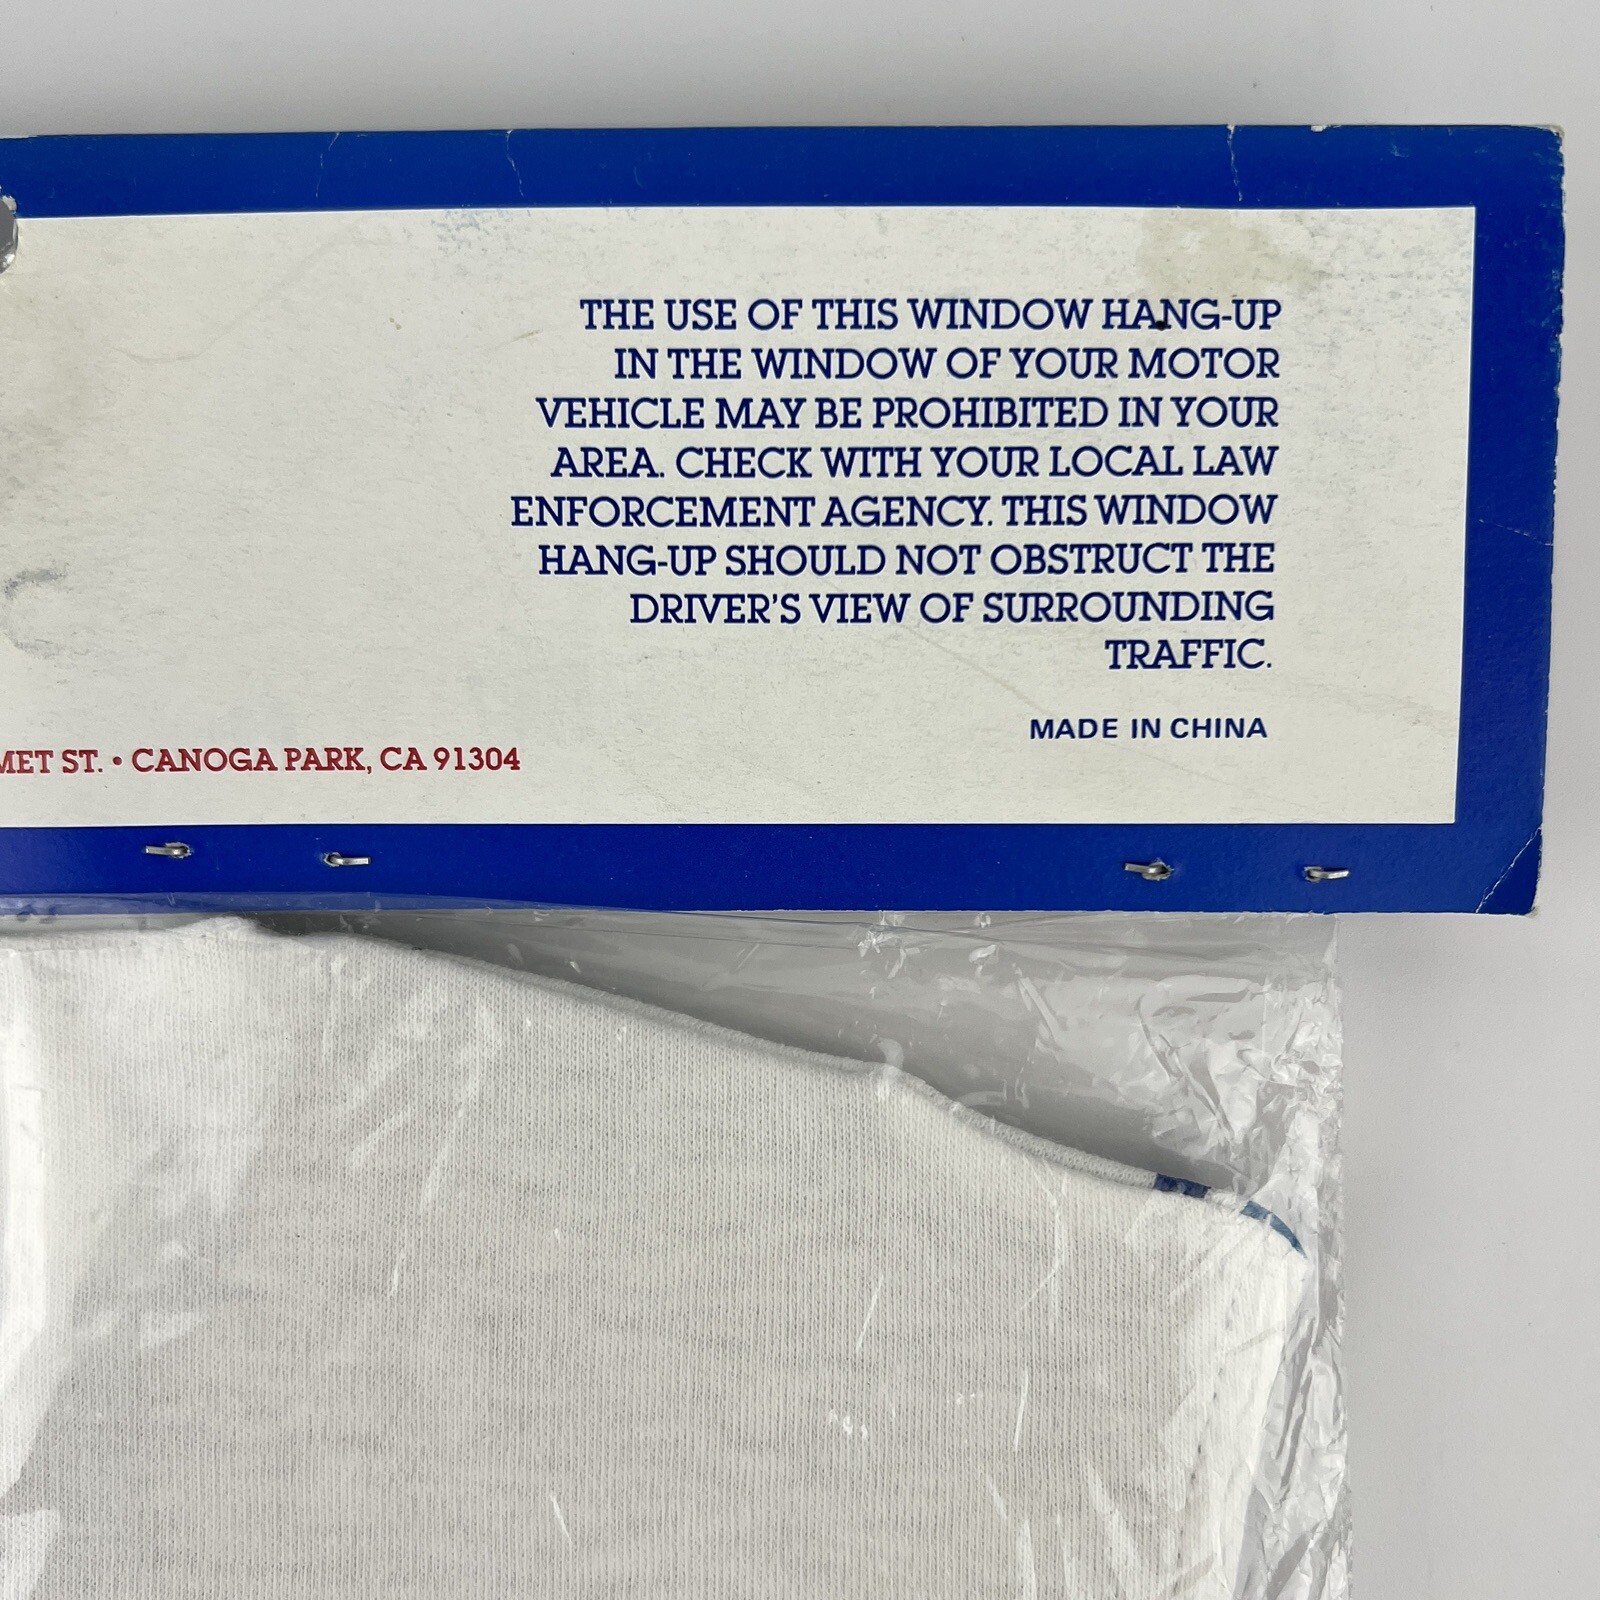 THE USE OF THIS WINDOW HANG-UP
IN THE WINDOW OF YOUR MOTOR
VEHICLE MAY BE PROHIBITED IN YOUR
AREA. CHECK WITH YOUR LOCAL LAW
ENFORCEMENT AGENCY. THIS WINDOW
HANG-UP SHOULD NOT OBSTRUCT THE
DRIVER'S VIEW OF SURROUNDING
TRAFFIC.
MADE IN CHINA
ST. • CANOGA PARK, CA 91304